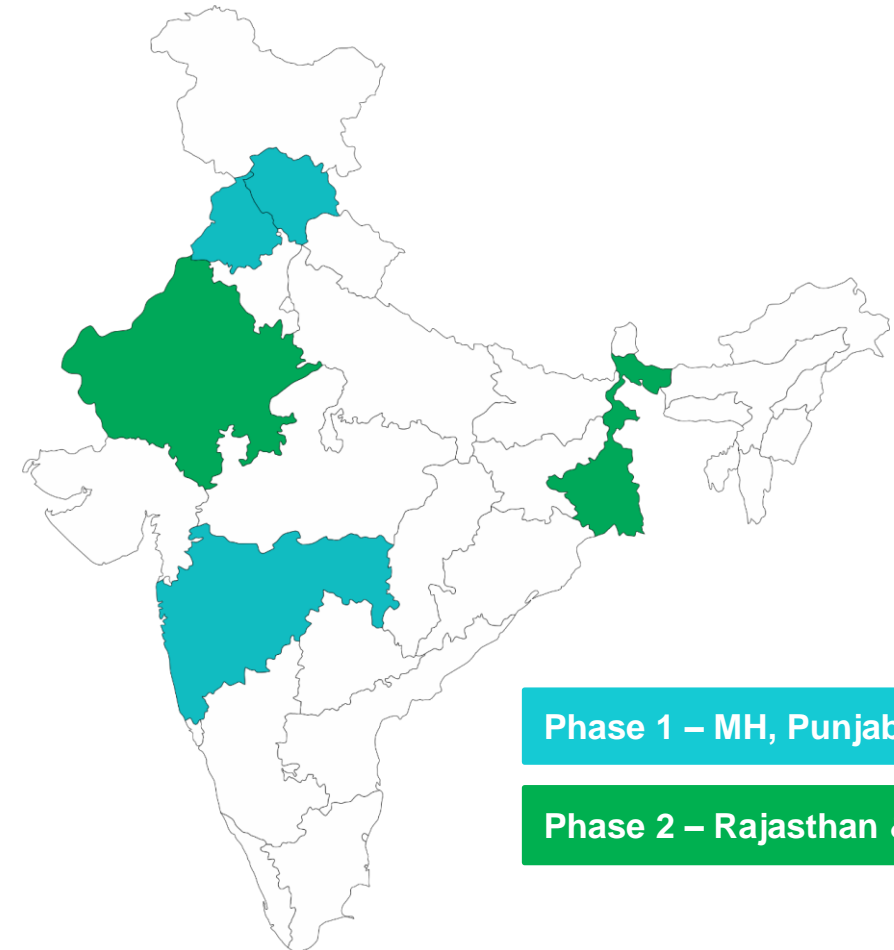 Phase 1 – MH, Punjab
Phase 2 – Rajasthan &